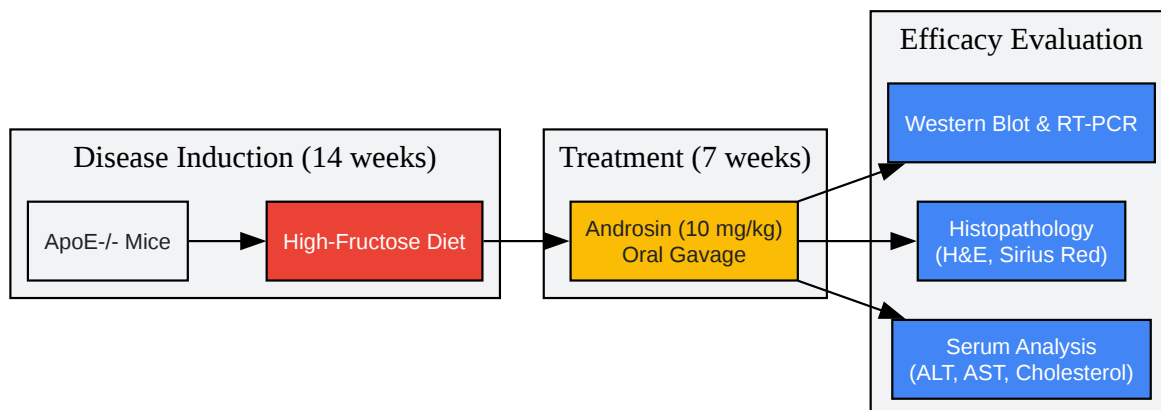 Disease Induction (14 weeks)
ApoE-/- Mice
High-Fructose Diet
Treatment (7 weeks)
Androsin (10 mg/kg)
Oral Gavage
Efficacy Evaluation
Western Blot & RT-PCR
Histopathology
(H&E, Sirius Red)
Serum Analysis
(ALT, AST, Cholesterol)